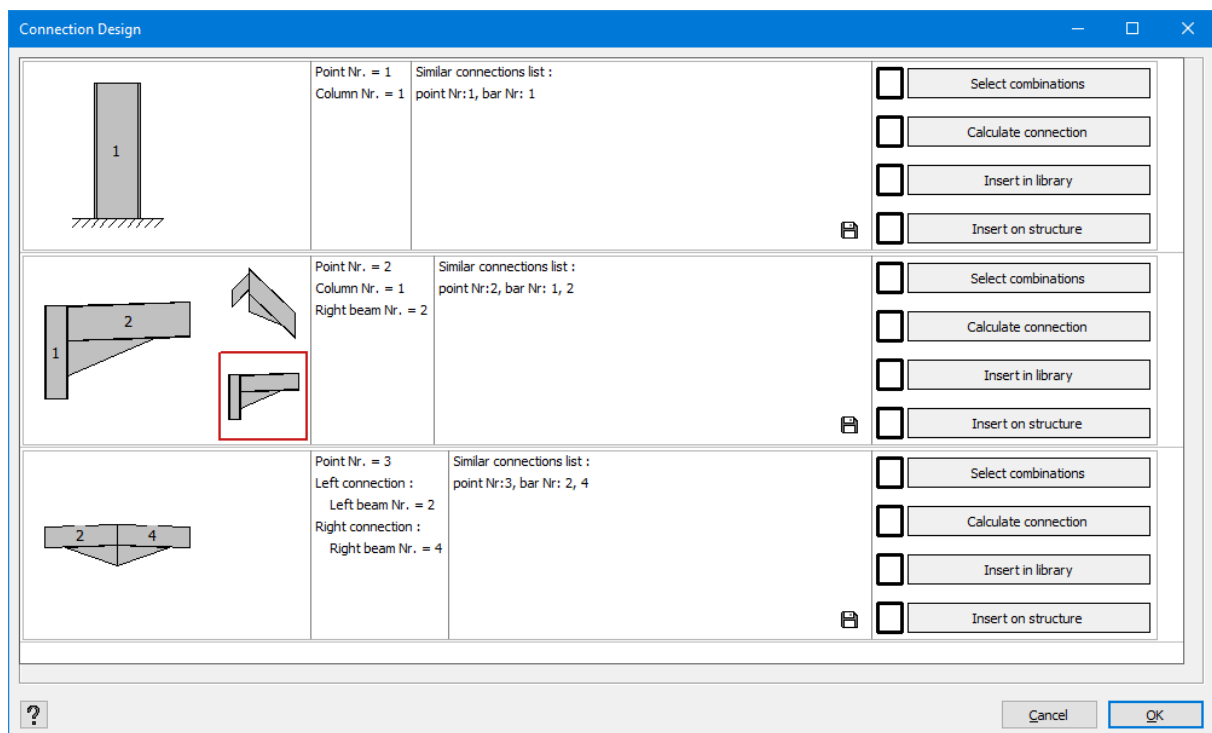 Connection Design
1
Point Nr. = 1
Column Nr. = 1
Similar connections list :
point Nr:1, bar Nr: 1
Select combinations
Calculate connection
Insert in library
Insert on structure
2
1
Point Nr. = 2
Column Nr. = 1
Right beam Nr. = 2
Similar connections list :
point Nr:2, bar Nr: 1, 2
Select combinations
Calculate connection
Insert in library
Insert on structure
2 4
Point Nr. = 3
Left connection :
Left beam Nr. = 2
Right connection :
Right beam Nr. = 4
Similar connections list :
point Nr:3, bar Nr: 2, 4
Select combinations
Calculate connection
Insert in library
Insert on structure
?
Cancel
OK